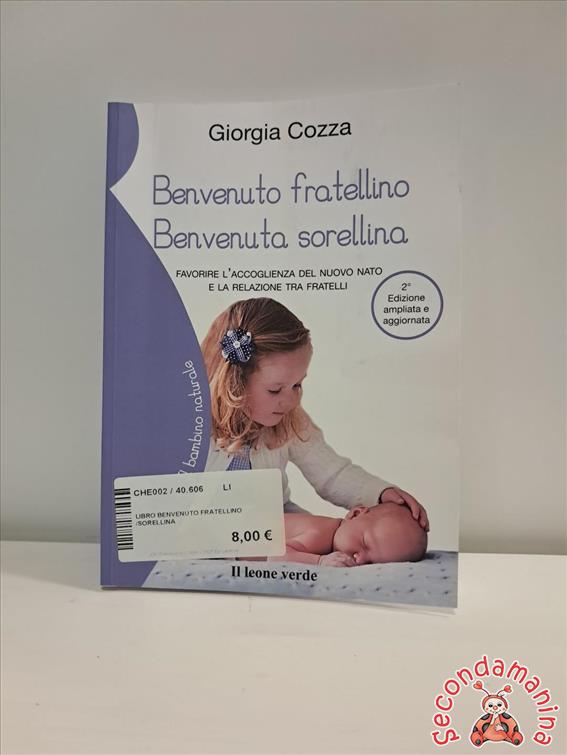 Giorgia Cozza
Benvenuto fratellino
Benvenuta sorellina
FAVORIRE L'ACCOGLIENZA DEL NUOVO NATO
E LA RELAZIONE TRA FRATELLI
2°
Edizione
ampliata e
aggiornata
bambino naturale
CHE002 / 40.606 LI
LIBRO BENVENUTO FRATELLINO
/SORELLINA
8,00 €
Il leone verde
Secondamanina